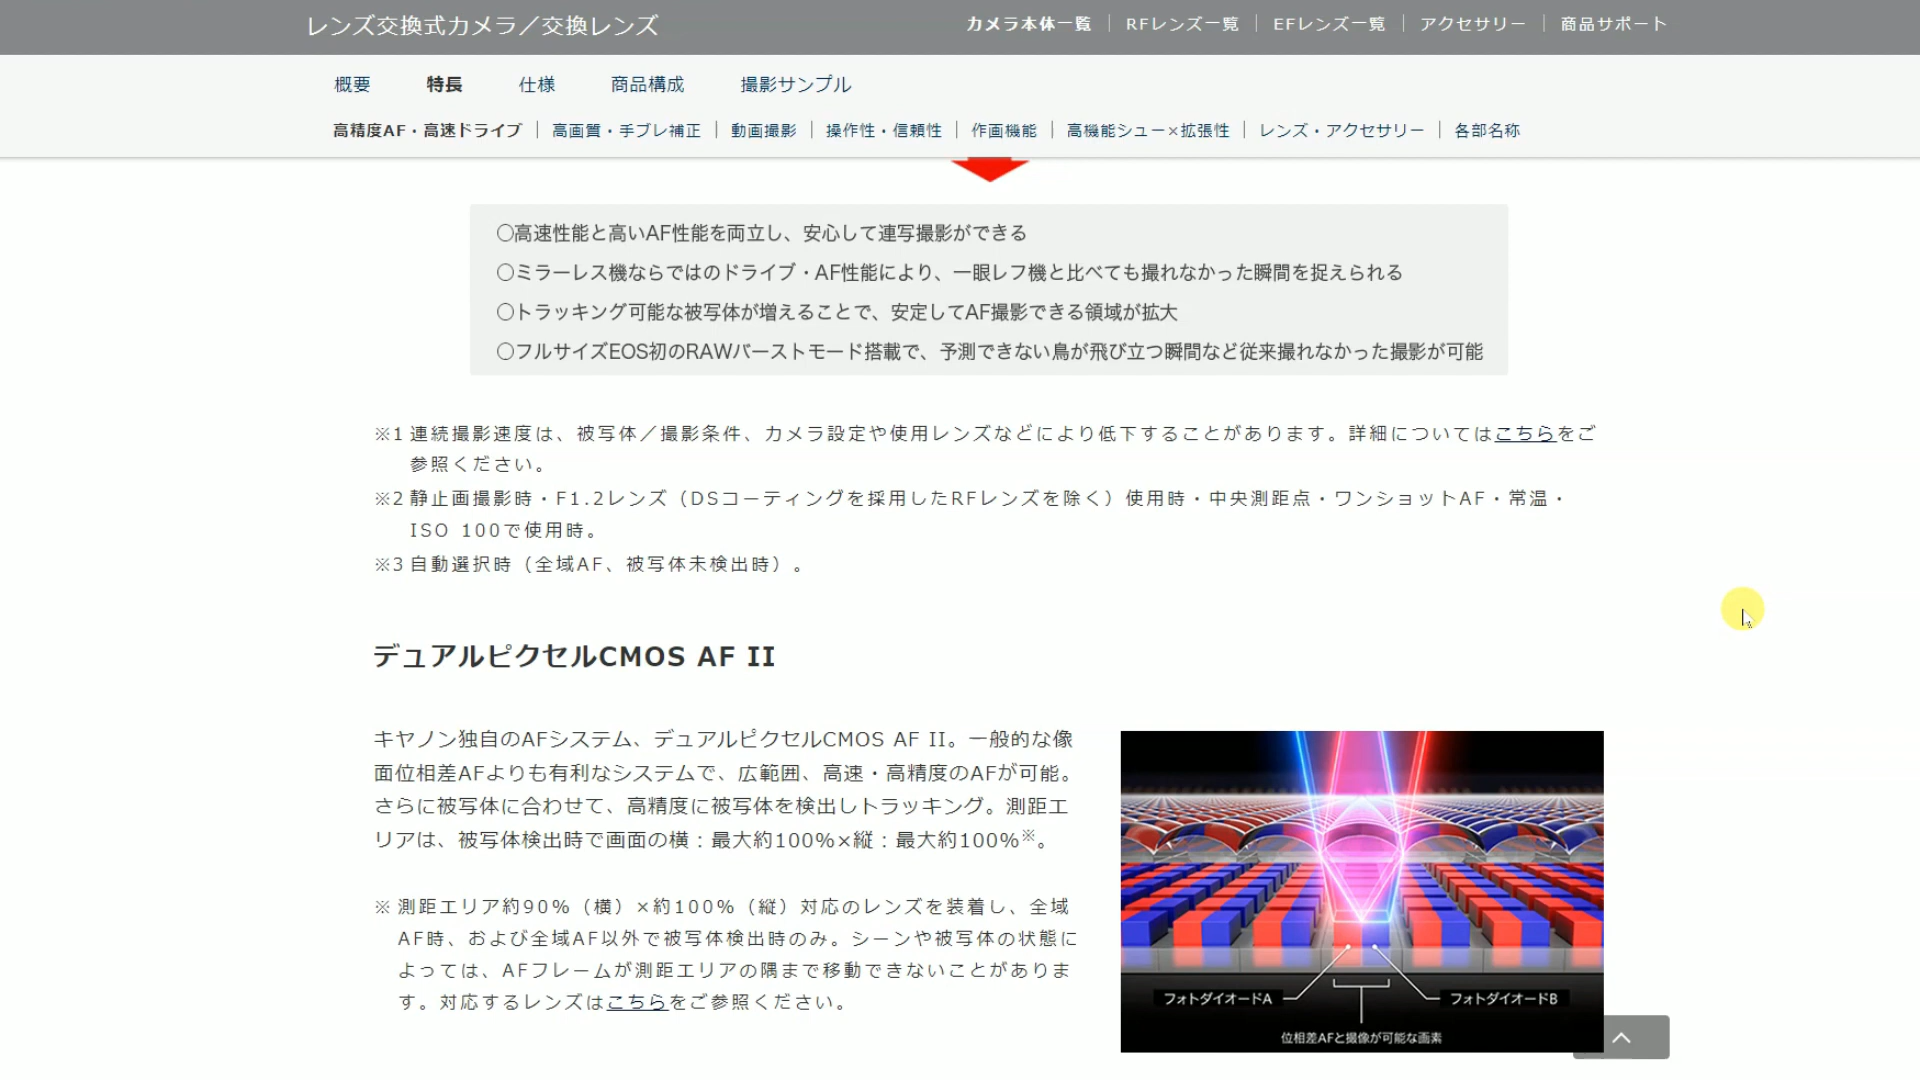 レンズ交換式カメラ／交換レンズ
カメラ本体一覧 RFレンズ一覧 EFレンズ一覧 アクセサリー 商品サポート
概要 特長 仕様 商品構成 撮影サンプル
高精度AF・高速ドライブ 高画質・手ブレ補正 動画撮影 操作性・信頼性 作画機能 高機能シュー×拡張性 レンズ・アクセサリー 各部名称
○高速性能と高いAF性能を両立し、安心して連写撮影ができる
○ミラーレス機ならではのドライブ・AF性能により、一眼レフ機と比べても撮れなかった瞬間を捉えられる
○トラッキング可能な被写体が増えることで、安定してAF撮影できる領域が拡大
○フルサイズEOS初のRAWバーストモード搭載で、予測できない鳥が飛び立つ瞬間など従来撮れなかった撮影が可能
※1 連続撮影速度は、被写体／撮影条件、カメラ設定や使用レンズなどにより低下することがあります。詳細についてはこちらをご
参照ください。
※2 静止画撮影時・F1.2レンズ（DSコーティングを採用したRFレンズを除く）使用時・中央測距点・ワンショットAF・常温・
ISO 100で使用時。
※3 自動選択時（全域AF、被写体未検出時）。
デュアルピクセルCMOS AF II
キヤノン独自のAFシステム、デュアルピクセルCMOS AF II。一般的な像
面位相差AFよりも有利なシステムで、広範囲、高速・高精度のAFが可能。
さらに被写体に合わせて、高精度に被写体を検出しトラッキング。測距エ
リアは、被写体検出時で画面の横：最大約100%×縦：最大約100%※。
※ 測距エリア約90%（横）×約100%（縦）対応のレンズを装着し、全域
AF時、および全域AF以外で被写体検出時のみ。シーンや被写体の状態に
よっては、AFフレームが測距エリアの隅まで移動できないことがありま
す。対応するレンズはこちらをご参照ください。
フォトダイオードA フォトダイオードB
位相差AFと撮像が可能な画素